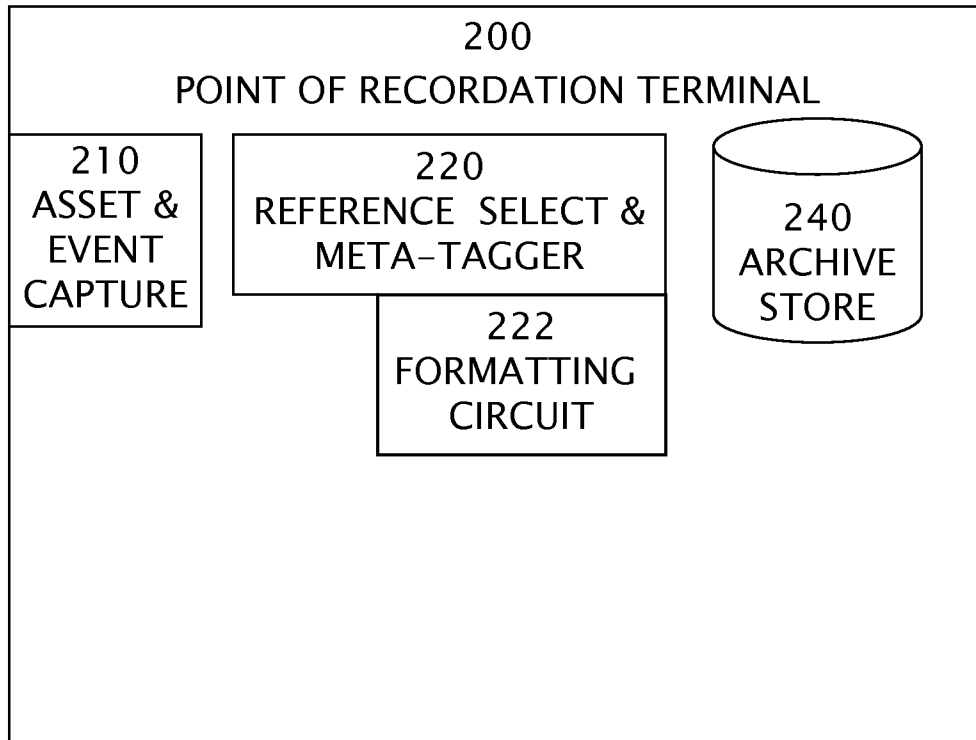 200
POINT OF RECORDATION TERMINAL
210
ASSET &
EVENT
CAPTURE
220
REFERENCE SELECT &
META-TAGGER
222
FORMATTING
CIRCUIT
240
ARCHIVE
STORE